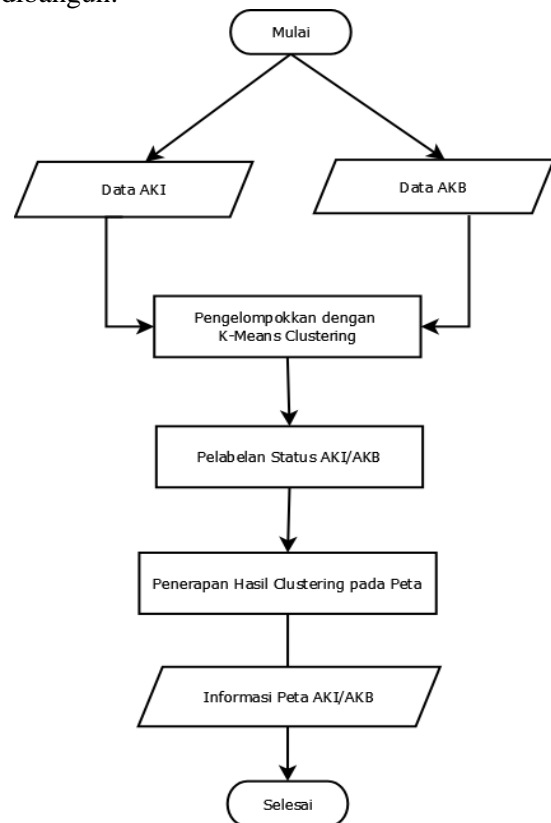 dibangun.
Mulai
Data AKI
Data AKB
Pengelompokkan dengan
K-Means Clustering
Pelabelan Status AKI/AKB
Penerapan Hasil Clustering pada Peta
Informasi Peta AKI/AKB
Selesai